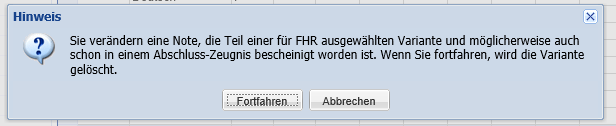 Hinweis
Sie verändern eine Note, die Teil einer für FHR ausgewählten Variante und möglicherweise auch
schon in einem Abschluss-Zeugnis bescheinigt worden ist. Wenn Sie fortfahren, wird die Variante
gelöscht.
Fortfahren Abbrechen